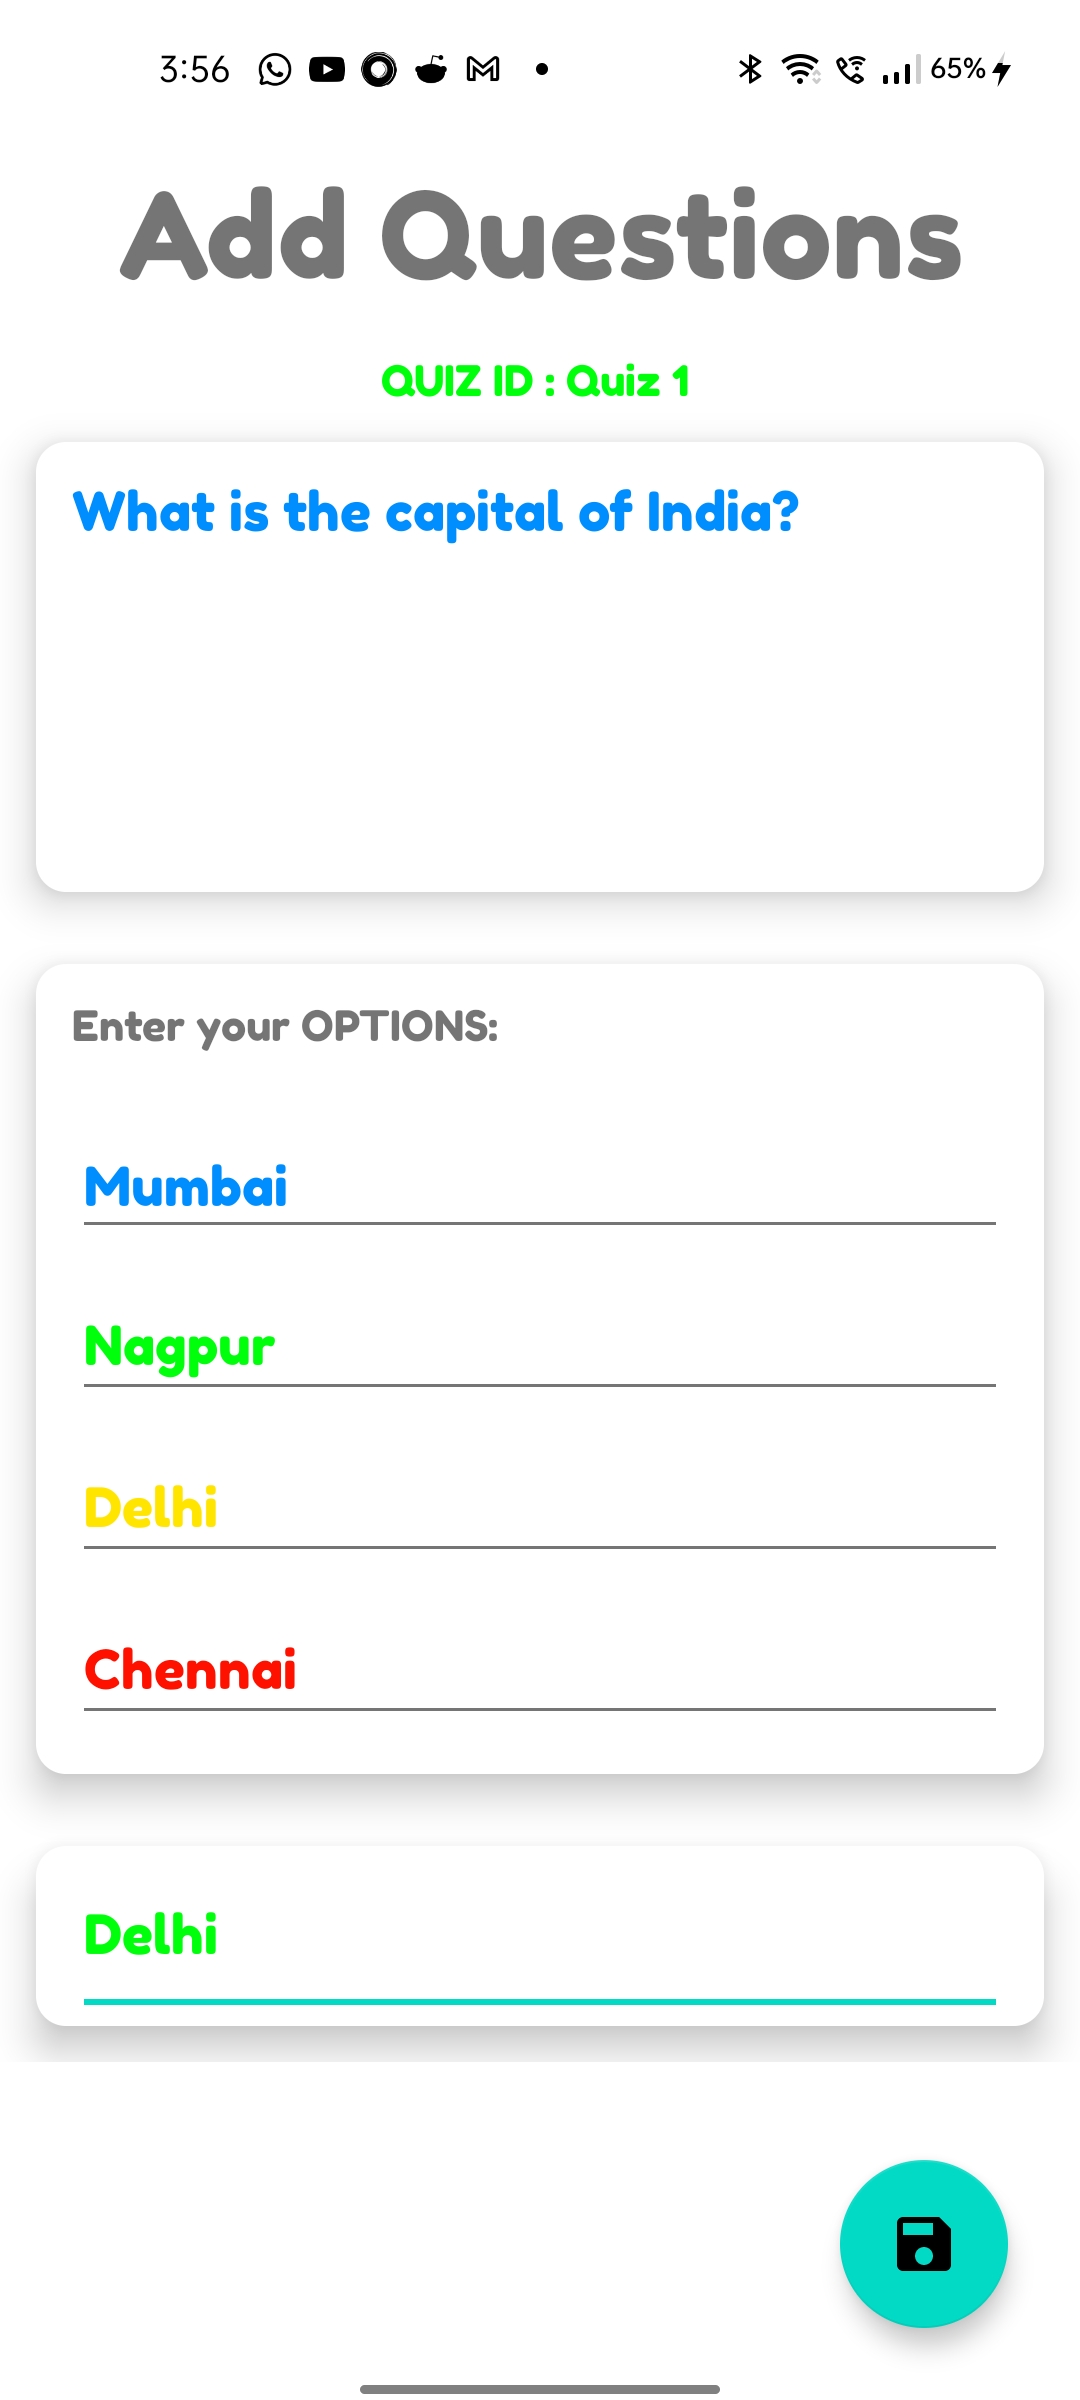 3:56 65%
Add Questions
QUIZ ID : Quiz 1
What is the capital of India?
Enter your OPTIONS:
Mumbai
Nagpur
Delhi
Chennai
Delhi